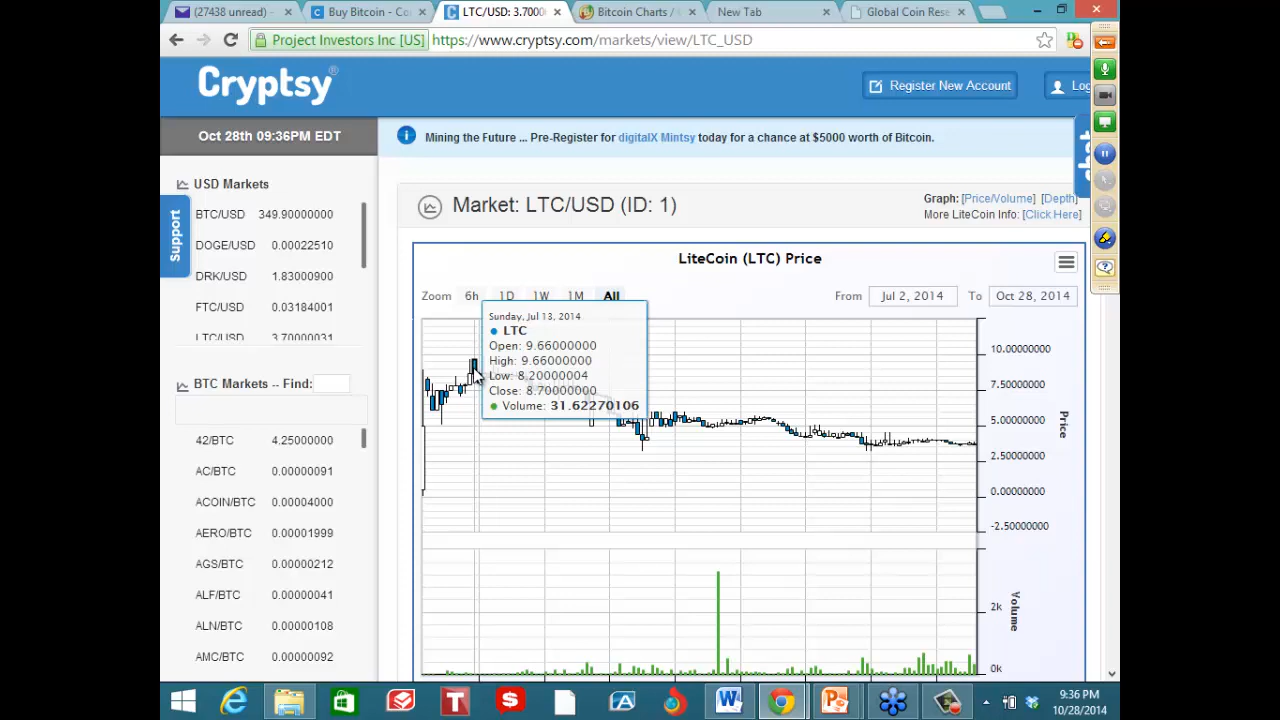 (27438 unread) -
Buy Bitcoin - Co
LTC/USD: 3.7000
Bitcoin Charts /
New Tab
Global Coin Res
Project Investors Inc [US]
https://www.cryptsy.com/markets/view/LTC_USD
Cryptsy®
Register New Account
Log
Oct 28th 09:36PM EDT
Mining the Future ... Pre-Register for digitalX Mintsy today for a chance at $5000 worth of Bitcoin.
USD Markets
BTC/USD 349.90000000
DOGE/USD 0.00022510
DRK/USD 1.83000900
FTC/USD 0.03184001
LTC/USD 3.70000031
Support
BTC Markets -- Find:
42/BTC 4.25000000
AC/BTC 0.00000091
ACOIN/BTC 0.00004000
AERO/BTC 0.00001999
AGS/BTC 0.00000212
ALF/BTC 0.00000041
ALN/BTC 0.00000108
AMC/BTC 0.00000092
Market: LTC/USD (ID: 1)
Graph: [Price/Volume] [Depth]
More LiteCoin Info: [Click Here]
LiteCoin (LTC) Price
Zoom 6h 1D 1W 1M All
From Jul 2, 2014 To Oct 28, 2014
Sunday, Jul 13, 2014
LTC
Open: 9.66000000
High: 9.66000000
Low: 8.20000004
Close: 8.70000000
Volume: 31.62270106
10.00000000
7.50000000
5.00000000
2.50000000
0.00000000
-2.50000000
Price
2k
0k
Volume
9:36 PM
10/28/2014